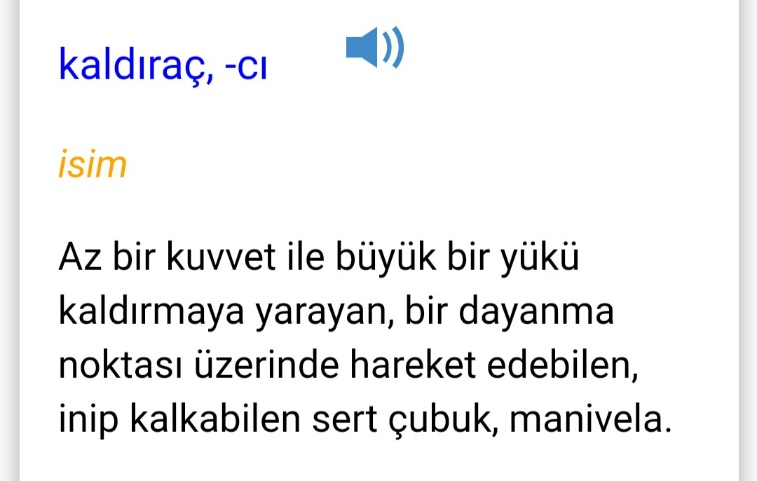 kaldıraç, -cı
isim
Az bir kuvvet ile büyük bir yükü
kaldırmaya yarayan, bir dayanma
noktası üzerinde hareket edebilen,
inip kalkabilen sert çubuk, manivela.